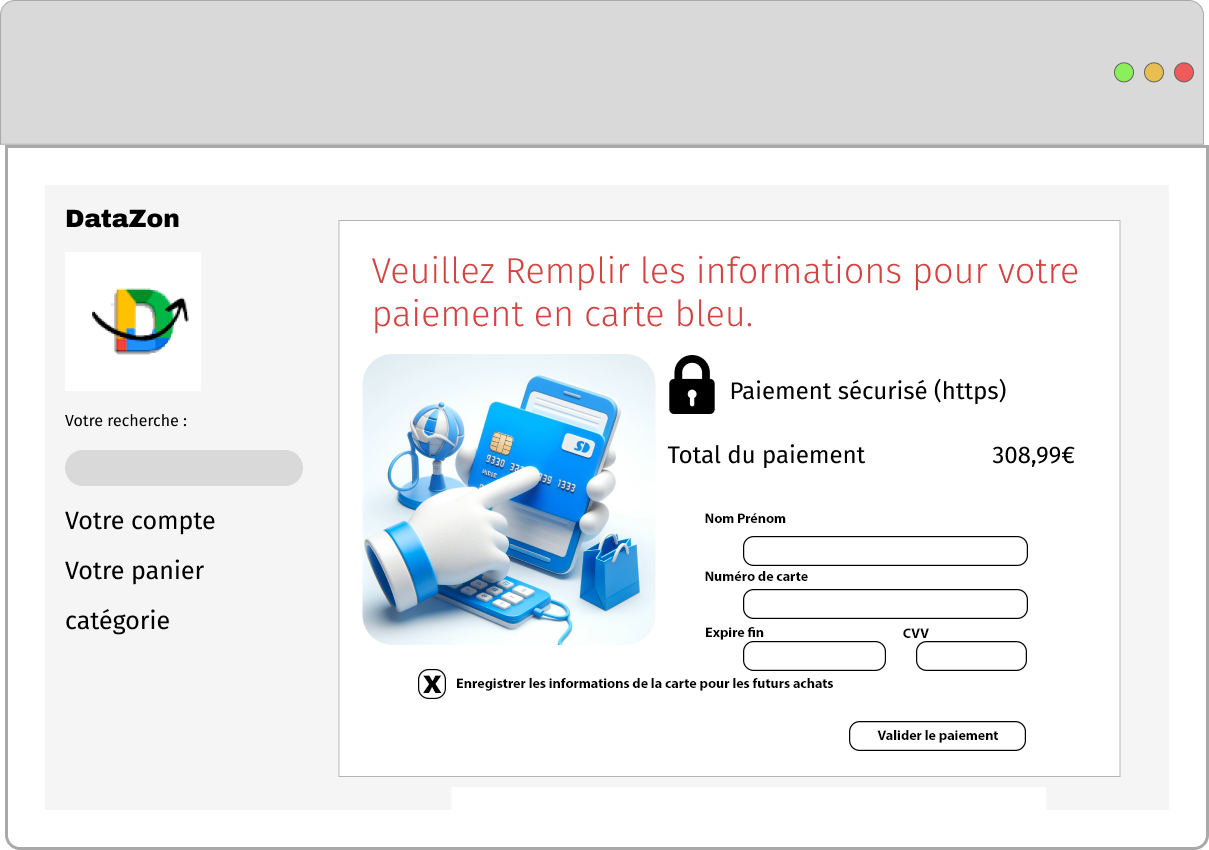 DataZon
Votre recherche :
Votre compte
Votre panier
catégorie
Veuillez Remplir les informations pour votre
paiement en carte bleu.
Paiement sécurisé (https)
Total du paiement 308,99€
Nom Prénom
Numéro de carte
Expire fin CVV
X Enregistrer les informations de la carte pour les futurs achats
Valider le paiement